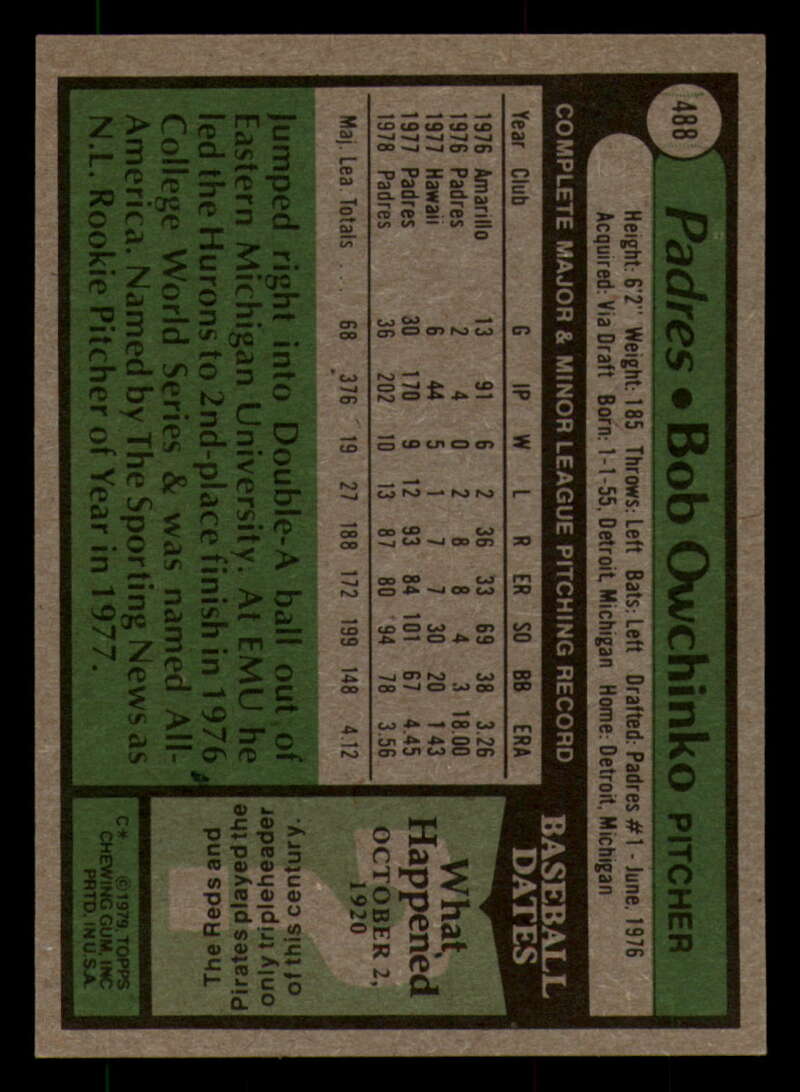 488
Padres • Bob Owchinko PITCHER
Height: 6'2" Weight: 185 Throws: Left Bats: Left Drafted: Padres #1 - June, 1976
Acquired: Via Draft Born: 1-1-55, Detroit, Michigan Home: Detroit, Michigan
COMPLETE MAJOR & MINOR LEAGUE PITCHING RECORD
Year Club G IP W L R ER SO BB ERA
1976 Amarillo 13 91 6 2 36 33 69 38 3.26
1976 Padres 2 4 0 2 8 8 4 3 18.00
1977 Hawaii 6 44 5 1 7 7 30 20 1.43
1977 Padres 30 170 9 12 93 84 101 67 4.45
1978 Padres 36 202 10 13 87 80 94 78 3.56
Maj. Lea. Totals . . . 68 376 19 27 188 172 199 148 4.12
Jumped right into Double-A ball out of
Eastern Michigan University. At EMU he
led the Hurons to 2nd-place finish in 1976
College World Series & was named All-
America. Named by The Sporting News as
N.L. Rookie Pitcher of Year in 1977.
BASEBALL
DATES
What
Happened
OCTOBER 2,
1920
The Reds and
Pirates played the
only tripleheader
of this century.
C* ©1979 TOPPS
CHEWING GUM, INC
PRTD. IN U.S.A.